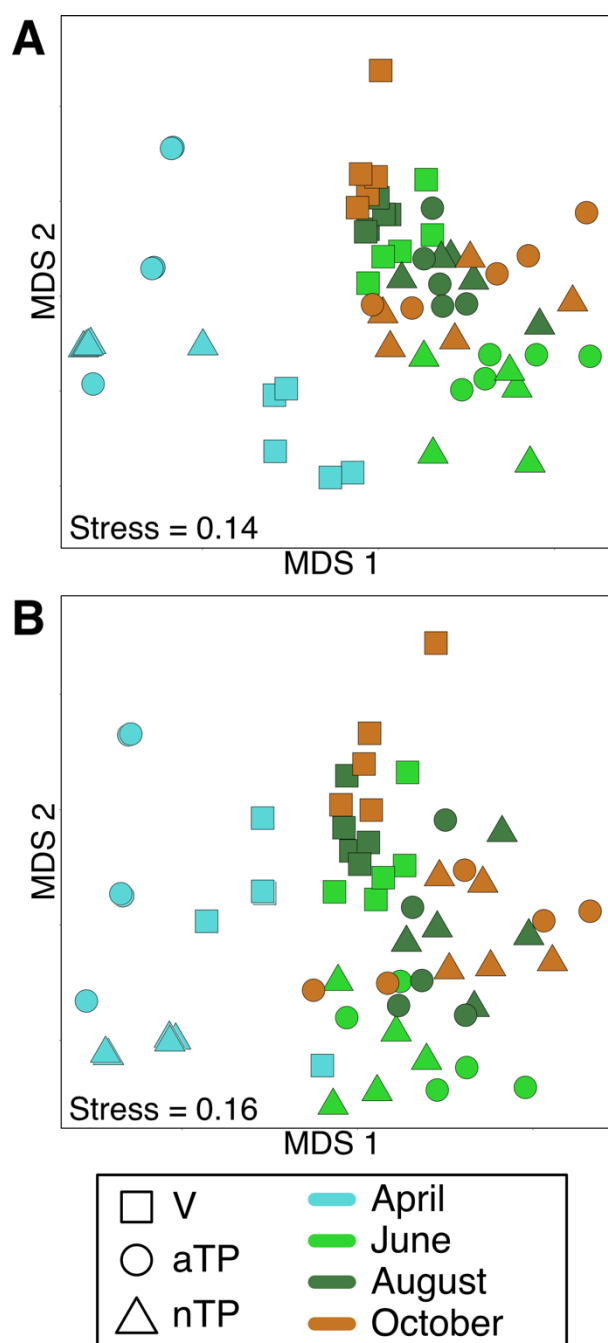 A
MDS 2
Stress = 0.14
MDS 1
B
MDS 2
Stress = 0.16
MDS 1
V
aTP
nTP
April
June
August
October